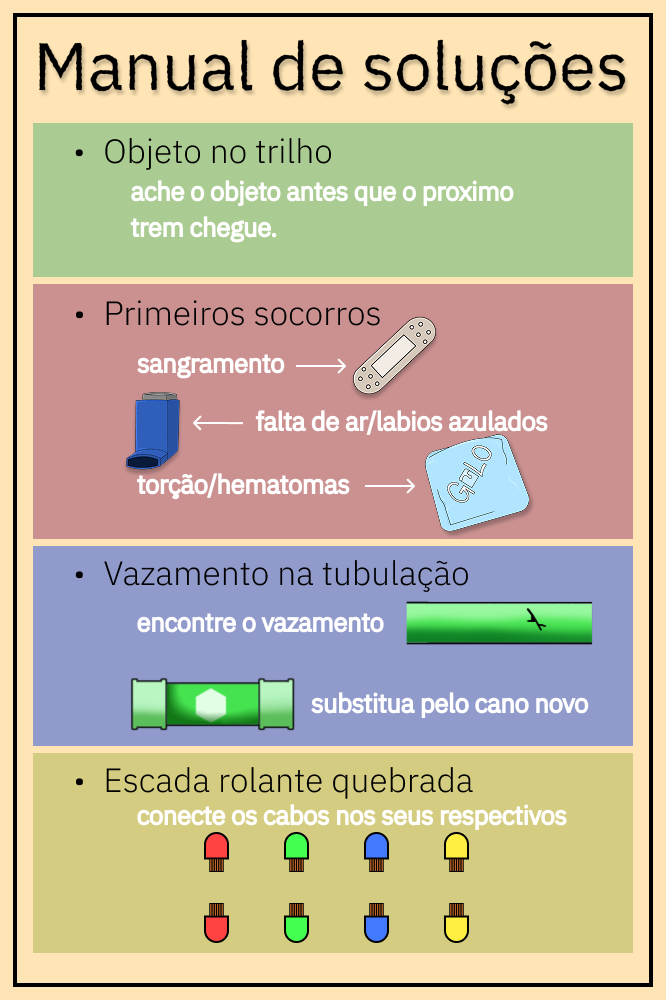 Manual de soluções
• Objeto no trilho
ache o objeto antes que o proximo
trem chegue.
• Primeiros socorros
sangramento
falta de ar/labios azulados
GELO
torção/hematomas
• Vazamento na tubulação
encontre o vazamento
substitua pelo cano novo
• Escada rolante quebrada
conecte os cabos nos seus respectivos